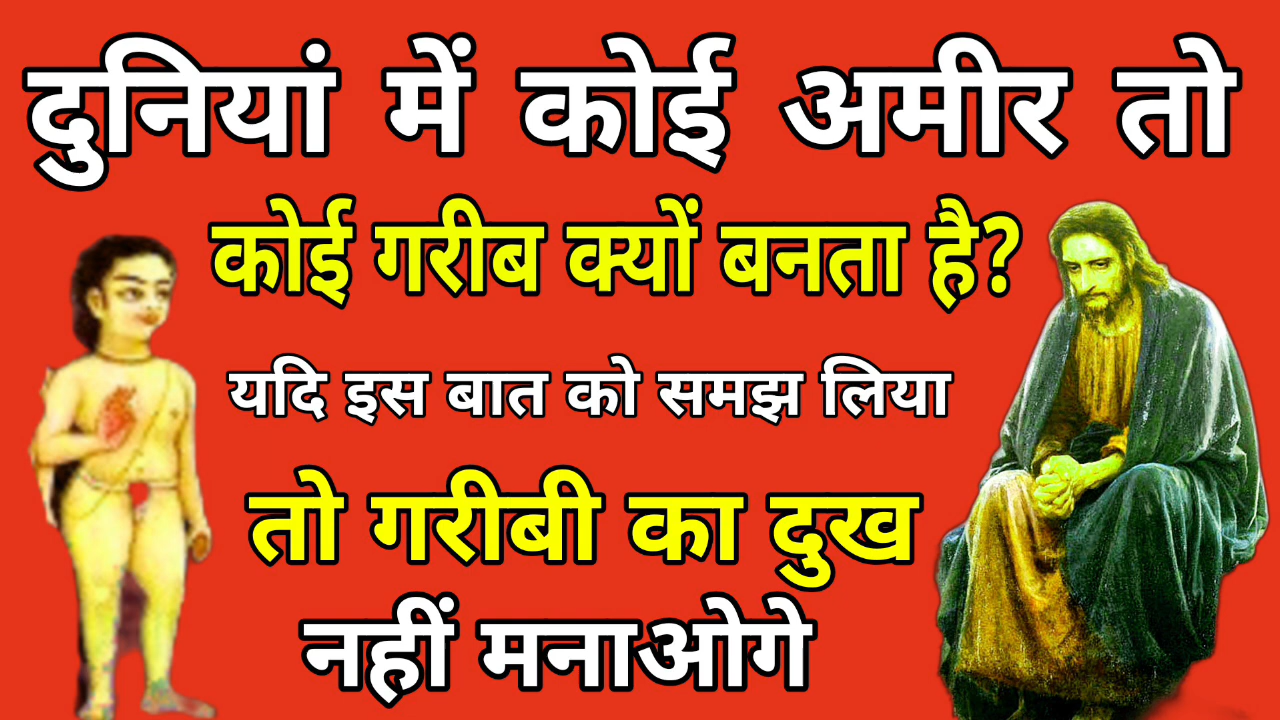 दुनियां में कोई अमीर तो
कोई गरीब क्यों बनता है?
यदि इस बात को समझ लिया
तो गरीबी का दुख
नहीं मनाओगे